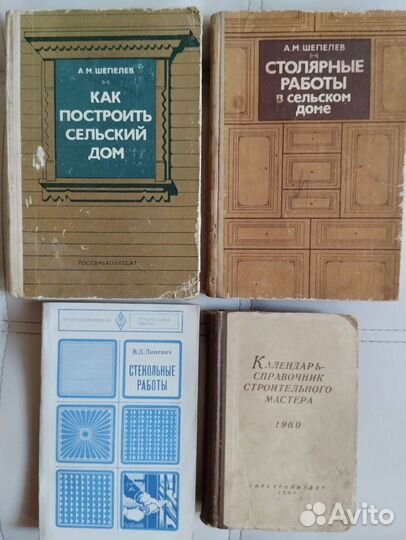 А. М. ШЕПЕЛЕВ
КАК
ПОСТРОИТЬ
СЕЛЬСКИЙ
ДОМ
РОССЕЛЬХОЗИЗДАТ
А. М. ШЕПЕЛЕВ
СТОЛЯРНЫЕ
РАБОТЫ
В СЕЛЬСКОМ
ДОМЕ
В.Д.Линевич
СТЕКОЛЬНЫЕ
РАБОТЫ
КАЛЕНДАРЬ-
СПРАВОЧНИК
СТРОИТЕЛЬНОГО
МАСТЕРА
1960
ГОССТРОЙИЗДАТ
Avito